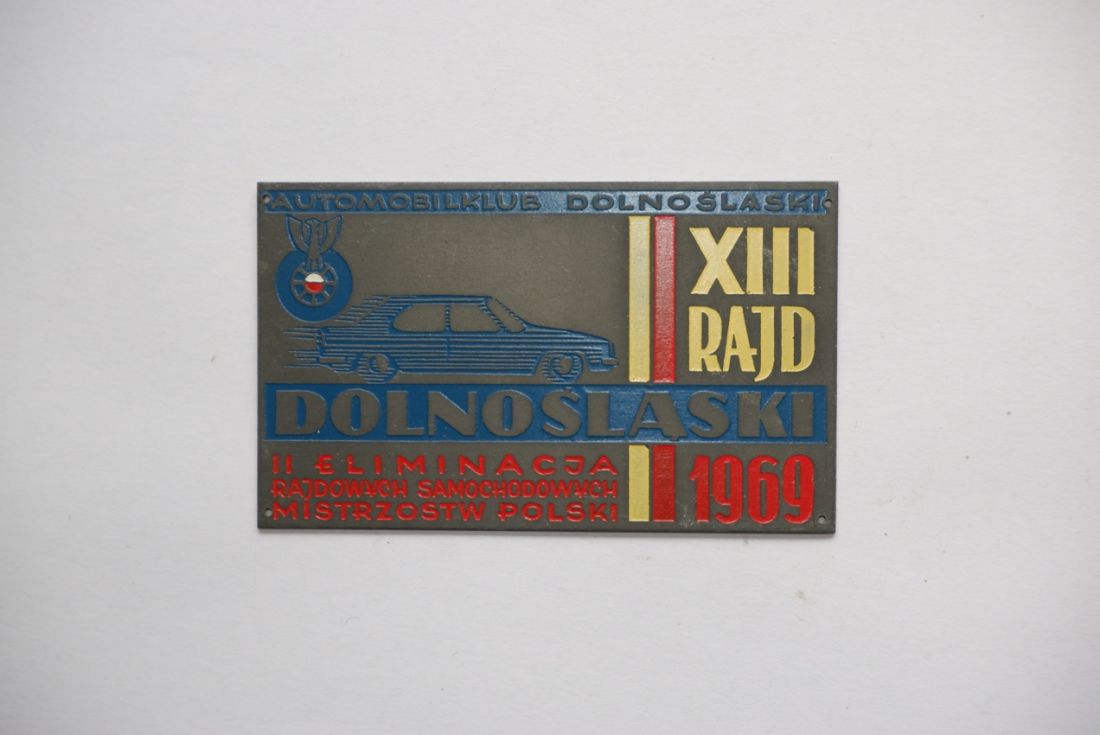 AUTOMOBILKLUB DOLNOŚLĄSKI
XIII
RAJD
DOLNOŚLĄSKI
II ELIMINACJA
RAJDOWYCH SAMOCHODOWYCH
MISTRZOSTW POLSKI
1969